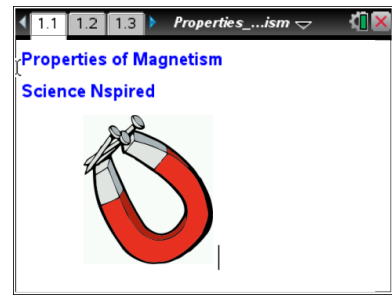 1.1 1.2 1.3 Properties_...ism
Properties of Magnetism
Science Nspired